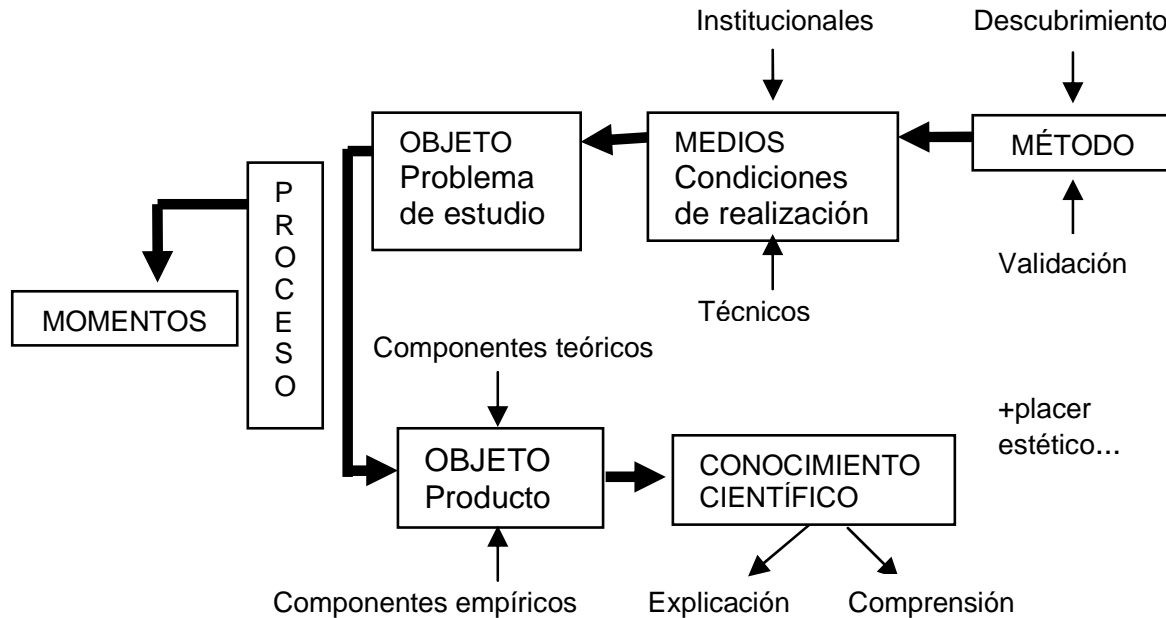 Institucionales
Descubrimiento
OBJETO
Problema
de estudio
MEDIOS
Condiciones
de realización
MÉTODO
P
R
O
C
E
S
O
Validación
MOMENTOS
Técnicos
Componentes teóricos
+placer
estético...
OBJETO
Producto
CONOCIMIENTO
CIENTÍFICO
Componentes empíricos
Explicación
Comprensión